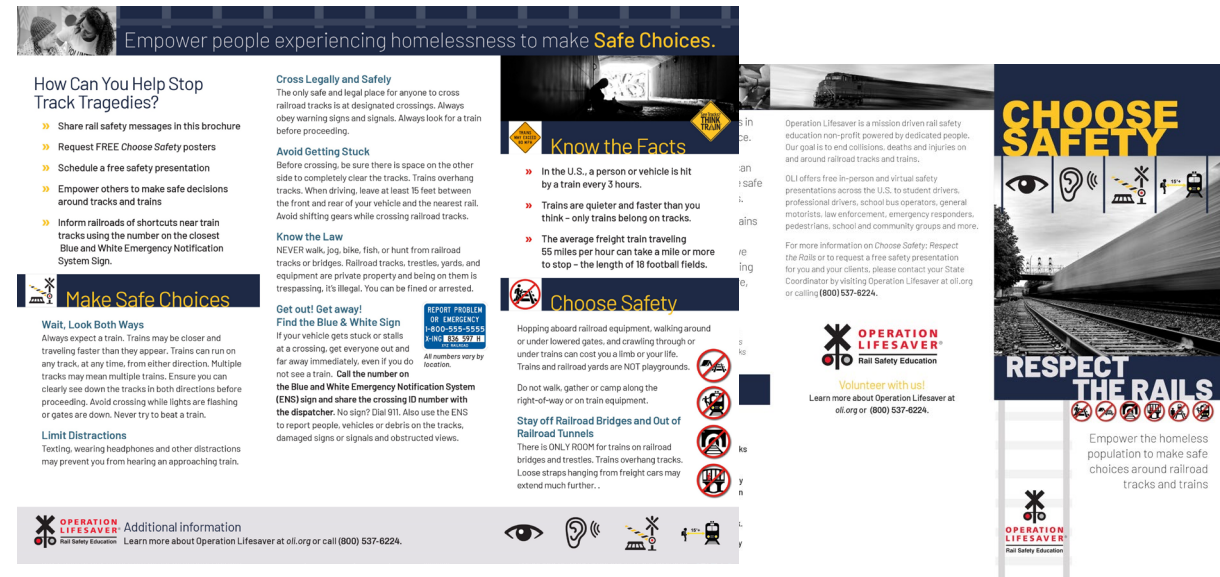 Empower people experiencing homelessness to make Safe Choices.
How Can You Help Stop
Track Tragedies?
» Share rail safety messages in this brochure
» Request FREE Choose Safety posters
» Schedule a free safety presentation
» Empower others to make safe decisions
around tracks and trains
» Inform railroads of shortcuts near train
tracks using the number on the closest
Blue and White Emergency Notification
System Sign.
Make Safe Choices
Wait, Look Both Ways
Always expect a train. Trains may be closer and
traveling faster than they appear. Trains can run on
any track, at any time, from either direction. Multiple
tracks may mean multiple trains. Ensure you can
clearly see down the tracks in both directions before
proceeding. Avoid crossing while lights are flashing
or gates are down. Never try to beat a train.
Limit Distractions
Texting, wearing headphones and other distractions
may prevent you from hearing an approaching train.
Cross Legally and Safely
The only safe and legal place for anyone to cross
railroad tracks is at designated crossings. Always
obey warning signs and signals. Always look for a train
before proceeding.
Avoid Getting Stuck
Before crossing, be sure there is space on the other
side to completely clear the tracks. Trains overhang
tracks. When driving, leave at least 15 feet between
the front and rear of your vehicle and the nearest rail.
Avoid shifting gears while crossing railroad tracks.
Know the Law
NEVER walk, jog, bike, fish, or hunt from railroad
tracks or bridges. Railroad tracks, trestles, yards, and
equipment are private property and being on them is
trespassing, it's illegal. You can be fined or arrested.
Get out! Get away!
Find the Blue & White Sign
If your vehicle gets stuck or stalls
at a crossing, get everyone out and
far away immediately, even if you do
not see a train. Call the number on
the Blue and White Emergency Notification System
(ENS) sign and share the crossing ID number with
the dispatcher. No sign? Dial 911. Also use the ENS
to report people, vehicles or debris on the tracks,
damaged signs or signals and obstructed views.
REPORT PROBLEM
OR EMERGENCY
1-800-555-5555
X-ING 836 597 H
XYZ RAILROAD
All numbers vary by
location.
TRAINS
MAY EXCEED
80 MPH
See Tracks?
THINK
TRAIN
Know the Facts
» In the U.S., a person or vehicle is hit
by a train every 3 hours.
» Trains are quieter and faster than you
think – only trains belong on tracks.
» The average freight train traveling
55 miles per hour can take a mile or more
to stop – the length of 18 football fields.
Choose Safety
Hopping aboard railroad equipment, walking around
or under lowered gates, and crawling through or
under trains can cost you a limb or your life.
Trains and railroad yards are NOT playgrounds.
Do not walk, gather or camp along the
right-of-way or on train equipment.
Stay off Railroad Bridges and Out of
Railroad Tunnels
There is ONLY ROOM for trains on railroad
bridges and trestles. Trains overhang tracks.
Loose straps hanging from freight cars may
extend much further. .
OPERATION
LIFESAVER®
Rail Safety Education
Additional information
Learn more about Operation Lifesaver at oli.org or call (800) 537-6224.
15'+
Operation Lifesaver is a mission driven rail safety
education non-profit powered by dedicated people.
Our goal is to end collisions, deaths and injuries on
and around railroad tracks and trains.
OLI offers free in-person and virtual safety
presentations across the U.S. to student drivers,
professional drivers, school bus operators, general
motorists, law enforcement, emergency responders,
pedestrians, school and community groups and more.
For more information on Choose Safety: Respect
the Rails or to request a free safety presentation
for you and your clients, please contact your State
Coordinator by visiting Operation Lifesaver at oli.org
or calling (800) 537-6224.
OPERATION
LIFESAVER®
Rail Safety Education
Volunteer with us!
Learn more about Operation Lifesaver at
oli.org or (800) 537-6224.
CHOOSE
SAFETY
15'+
RESPECT
THE RAILS
Empower the homeless
population to make safe
choices around railroad
tracks and trains
OPERATION
LIFESAVER®
Rail Safety Education